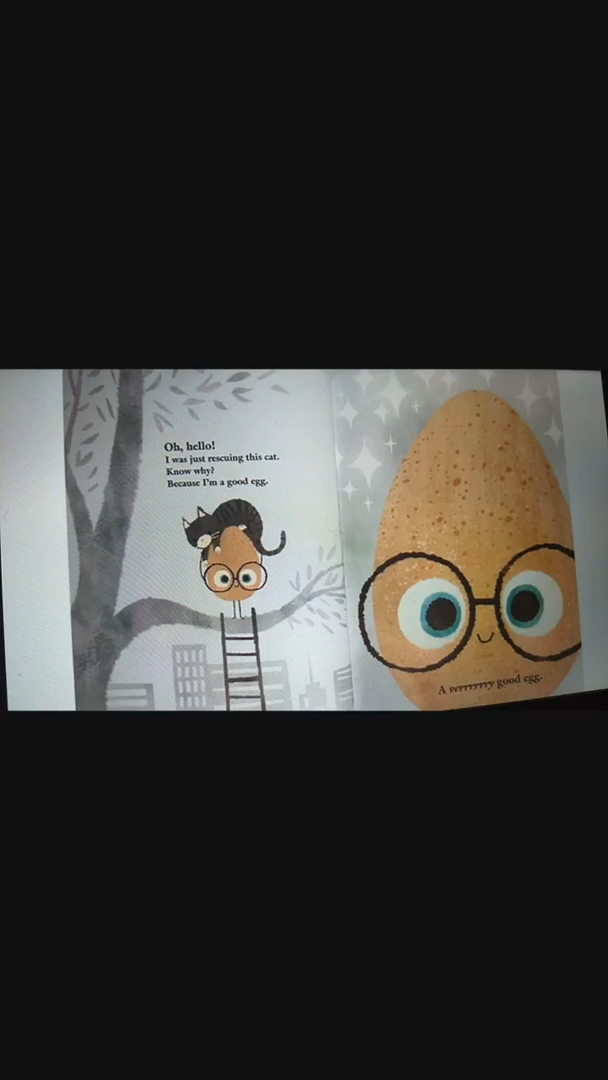 Oh, hello!
I was just rescuing this cat.
Know why?
Because I'm a good egg.
A verrrrrry good egg.